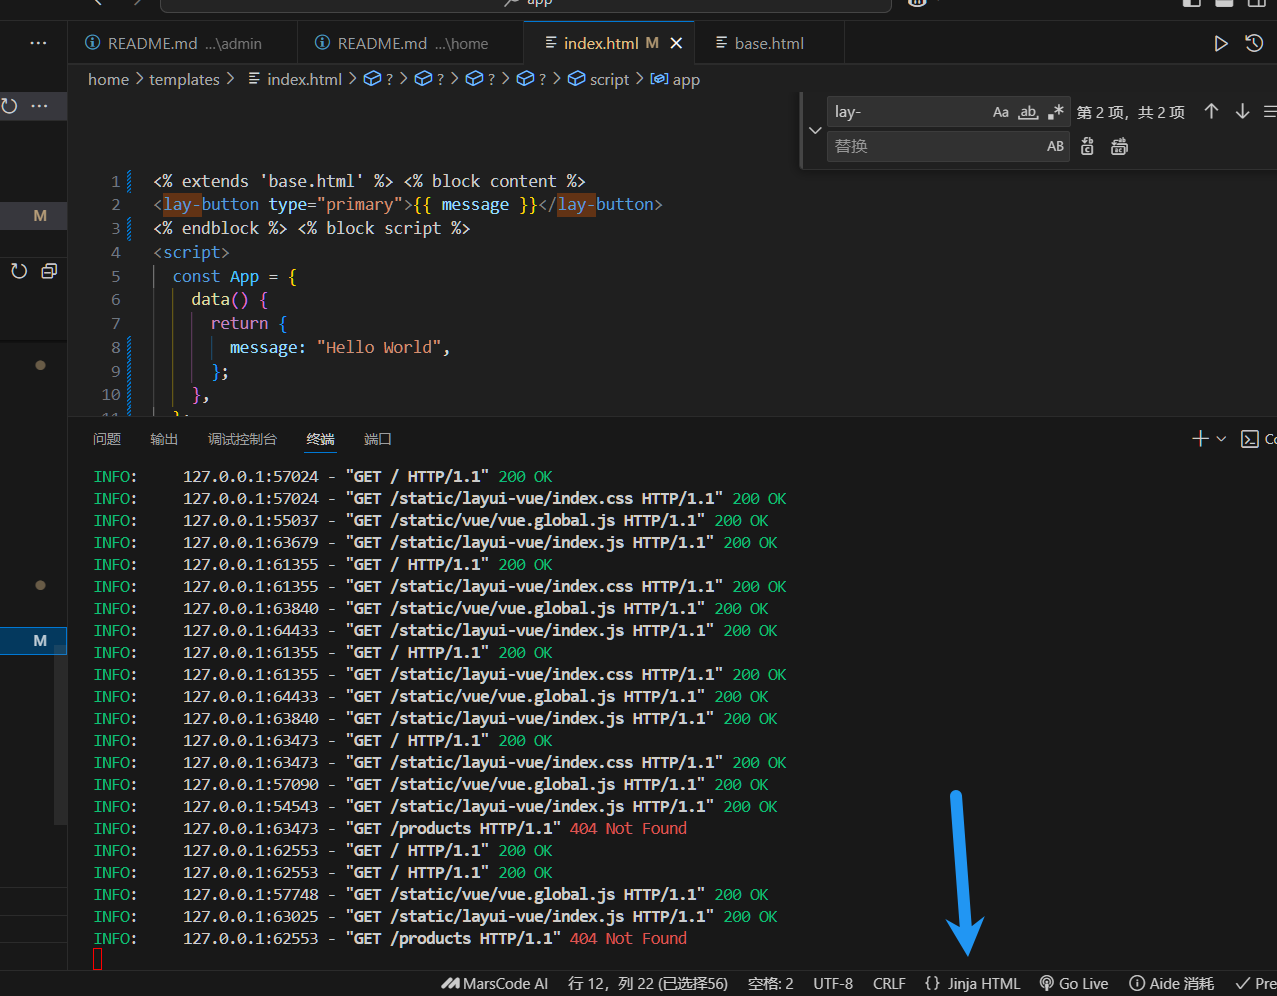 app
README.md ...\admin
README.md ...\home
index.html M
base.html
home > templates > index.html > ? > ? > ? > ? > script > app
lay-
Aa ab .*
第 2 项，共 2 项
替换
AB
M
1 <% extends 'base.html' %> <% block content %>
2 <lay-button type="primary">{{ message }}</lay-button>
3 <% endblock %> <% block script %>
4 <script>
5 const App = {
6 data() {
7 return {
8 message: "Hello World",
9 };
10 },
M
问题 输出 调试控制台 终端 端口
INFO: 127.0.0.1:57024 - "GET / HTTP/1.1" 200 OK
INFO: 127.0.0.1:57024 - "GET /static/layui-vue/index.css HTTP/1.1" 200 OK
INFO: 127.0.0.1:55037 - "GET /static/vue/vue.global.js HTTP/1.1" 200 OK
INFO: 127.0.0.1:63679 - "GET /static/layui-vue/index.js HTTP/1.1" 200 OK
INFO: 127.0.0.1:61355 - "GET / HTTP/1.1" 200 OK
INFO: 127.0.0.1:61355 - "GET /static/layui-vue/index.css HTTP/1.1" 200 OK
INFO: 127.0.0.1:63840 - "GET /static/vue/vue.global.js HTTP/1.1" 200 OK
INFO: 127.0.0.1:64433 - "GET /static/layui-vue/index.js HTTP/1.1" 200 OK
INFO: 127.0.0.1:61355 - "GET / HTTP/1.1" 200 OK
INFO: 127.0.0.1:61355 - "GET /static/layui-vue/index.css HTTP/1.1" 200 OK
INFO: 127.0.0.1:64433 - "GET /static/vue/vue.global.js HTTP/1.1" 200 OK
INFO: 127.0.0.1:63840 - "GET /static/layui-vue/index.js HTTP/1.1" 200 OK
INFO: 127.0.0.1:63473 - "GET / HTTP/1.1" 200 OK
INFO: 127.0.0.1:63473 - "GET /static/layui-vue/index.css HTTP/1.1" 200 OK
INFO: 127.0.0.1:57090 - "GET /static/vue/vue.global.js HTTP/1.1" 200 OK
INFO: 127.0.0.1:54543 - "GET /static/layui-vue/index.js HTTP/1.1" 200 OK
INFO: 127.0.0.1:63473 - "GET /products HTTP/1.1" 404 Not Found
INFO: 127.0.0.1:62553 - "GET / HTTP/1.1" 200 OK
INFO: 127.0.0.1:62553 - "GET / HTTP/1.1" 200 OK
INFO: 127.0.0.1:57748 - "GET /static/vue/vue.global.js HTTP/1.1" 200 OK
INFO: 127.0.0.1:63025 - "GET /static/layui-vue/index.js HTTP/1.1" 200 OK
INFO: 127.0.0.1:62553 - "GET /products HTTP/1.1" 404 Not Found
MarsCode AI 行 12，列 22 (已选择56) 空格: 2 UTF-8 CRLF {} Jinja HTML Go Live Aide 消耗 Pre